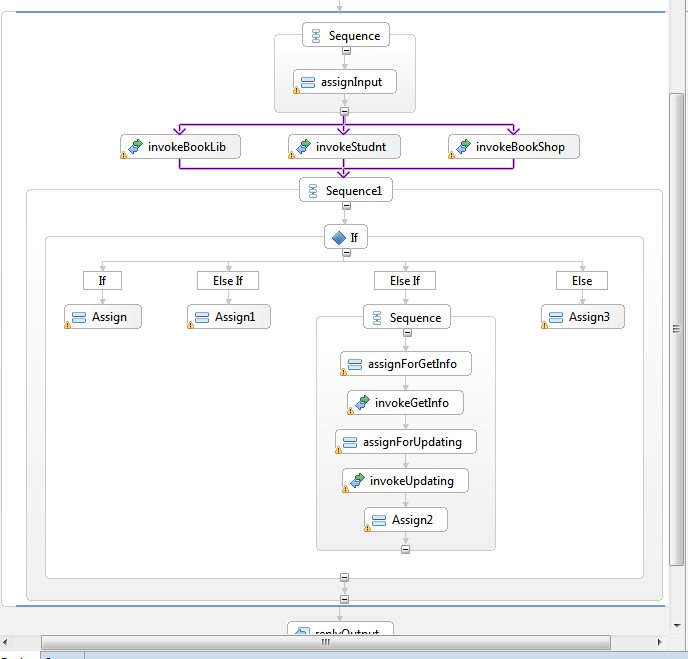 Sequence
assignInput
invokeBookLib
invokeStudnt
invokeBookShop
Sequence1
If
If
Else If
Else If
Else
Assign
Assign1
Sequence
Assign3
assignForGetInfo
invokeGetInfo
assignForUpdating
invokeUpdating
Assign2
replyOutput